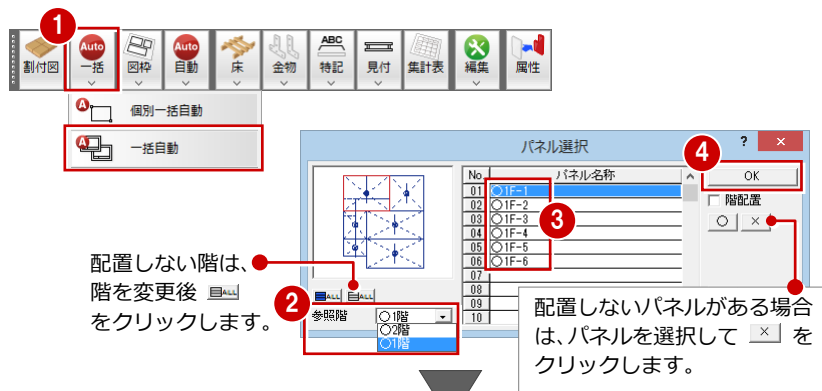 1
Auto Auto ABC
割付図 一括 図枠 自動 床 金物 特記 見付 集計表 編集 属性
A 個別一括自動
A 一括自動
パネル選択 ? ×
4
No パネル名称 OK
01 ○1F-1
02 ○1F-2
03 ○1F-3
04 ○1F-4
05 ○1F-5
06 ○1F-6
07
08
09
10
3
□ 階配置
○ ×
ALL ALL
2
参照階 ○1階
○2階
○1階
配置しない階は、
階を変更後 ALL
をクリックします。
配置しないパネルがある場合
は、パネルを選択して × を
クリックします。